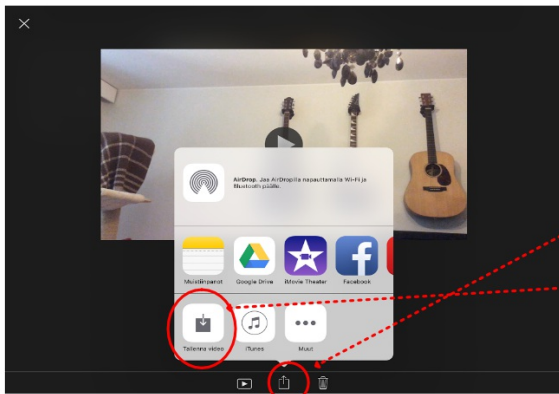 AirDrop. Jaa AirDropilla napauttamalla Wi-Fi ja
Bluetooth päälle.
Muistiinpanot Google Drive iMovie Theater Facebook
Tallenna video iTunes Muut